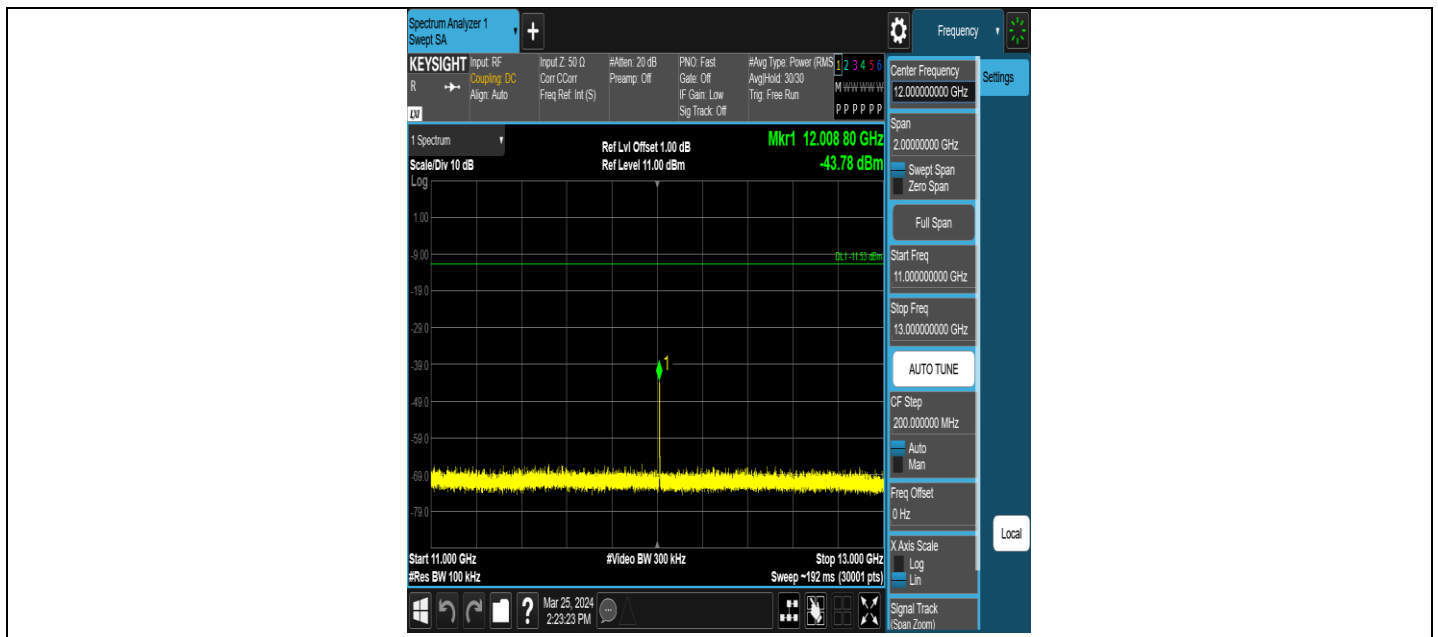 Spectrum Analyzer 1
Swept SA
+
Frequency
KEYSIGHT
R
LXI
Input: RF
Coupling: DC
Align: Auto
Input Z: 50 Ω
Corr CCorr
Freq Ref: Int (S)
#Atten: 20 dB
Preamp: Off
PNO: Fast
Gate: Off
IF Gain: Low
Sig Track: Off
#Avg Type: Power (RMS
Avg|Hold: 30/30
Trig: Free Run
1 2 3 4 5 6
M W W W W W
P P P P P P
1 Spectrum
Scale/Div 10 dB
Log
Ref Lvl Offset 1.00 dB
Ref Level 11.00 dBm
Mkr1 12.008 80 GHz
-43.78 dBm
1.00
-9.00
DL1 -11.53 dBm
-19.0
-29.0
-39.0
1
-49.0
-59.0
-69.0
-79.0
Start 11.000 GHz
#Video BW 300 kHz
Stop 13.000 GHz
#Res BW 100 kHz
Sweep ~192 ms (30001 pts)
?
Mar 25, 2024
2:23:23 PM
Center Frequency
12.00000000 GHz
Settings
Span
2.00000000 GHz
Swept Span
Zero Span
Full Span
Start Freq
11.000000000 GHz
Stop Freq
13.000000000 GHz
AUTO TUNE
CF Step
200.000000 MHz
Auto
Man
Freq Offset
0 Hz
X Axis Scale
Log
Lin
Local
Signal Track
(Span Zoom)